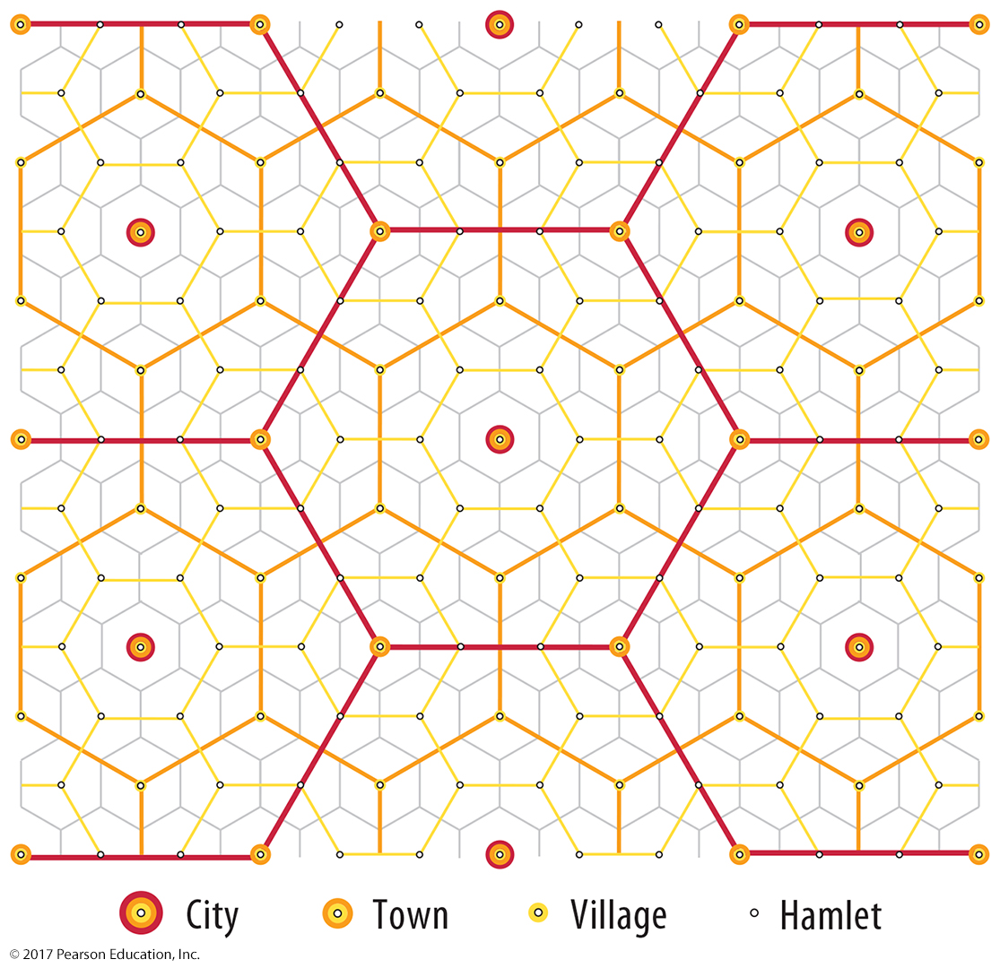 City Town Village Hamlet
© 2017 Pearson Education, Inc.